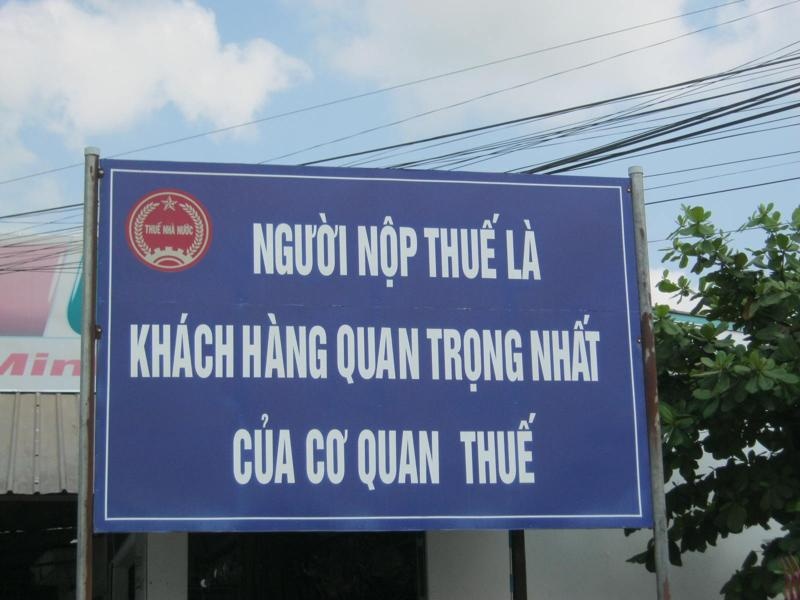 THUẾ NHÀ NƯỚC
NGƯỜI NỘP THUẾ LÀ
KHÁCH HÀNG QUAN TRỌNG NHẤT
CỦA CƠ QUAN THUẾ
Min